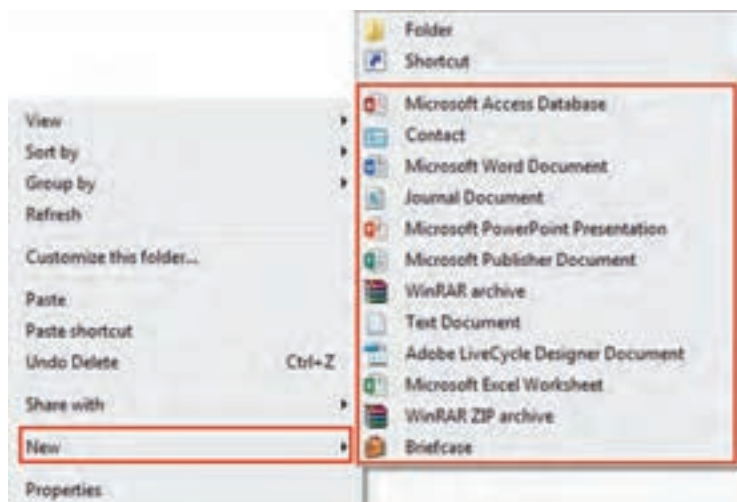 View
Sort by
Group by
Refresh
Customize this folder...
Paste
Paste shortcut
Undo Delete Ctrl+Z
Share with
New
Properties
Folder
Shortcut
Microsoft Access Database
Contact
Microsoft Word Document
Journal Document
Microsoft PowerPoint Presentation
Microsoft Publisher Document
WinRAR archive
Text Document
Adobe LiveCycle Designer Document
Microsoft Excel Worksheet
WinRAR ZIP archive
Briefcase